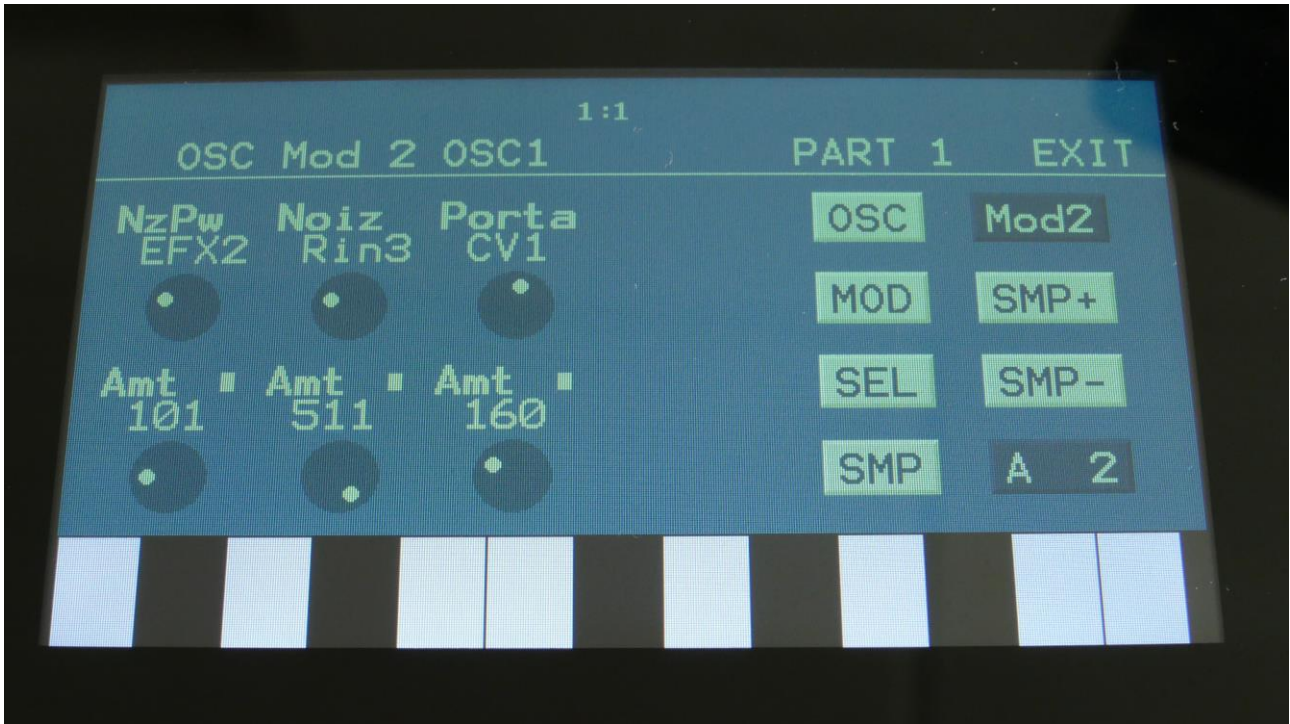 1:1
OSC Mod 2 OSC1 PART 1 EXIT
NzPw Noiz Porta OSC Mod2
EFX2 Rin3 CV1
MOD SMP+
Amt Amt Amt SEL SMP-
101 511 160
SMP A 2